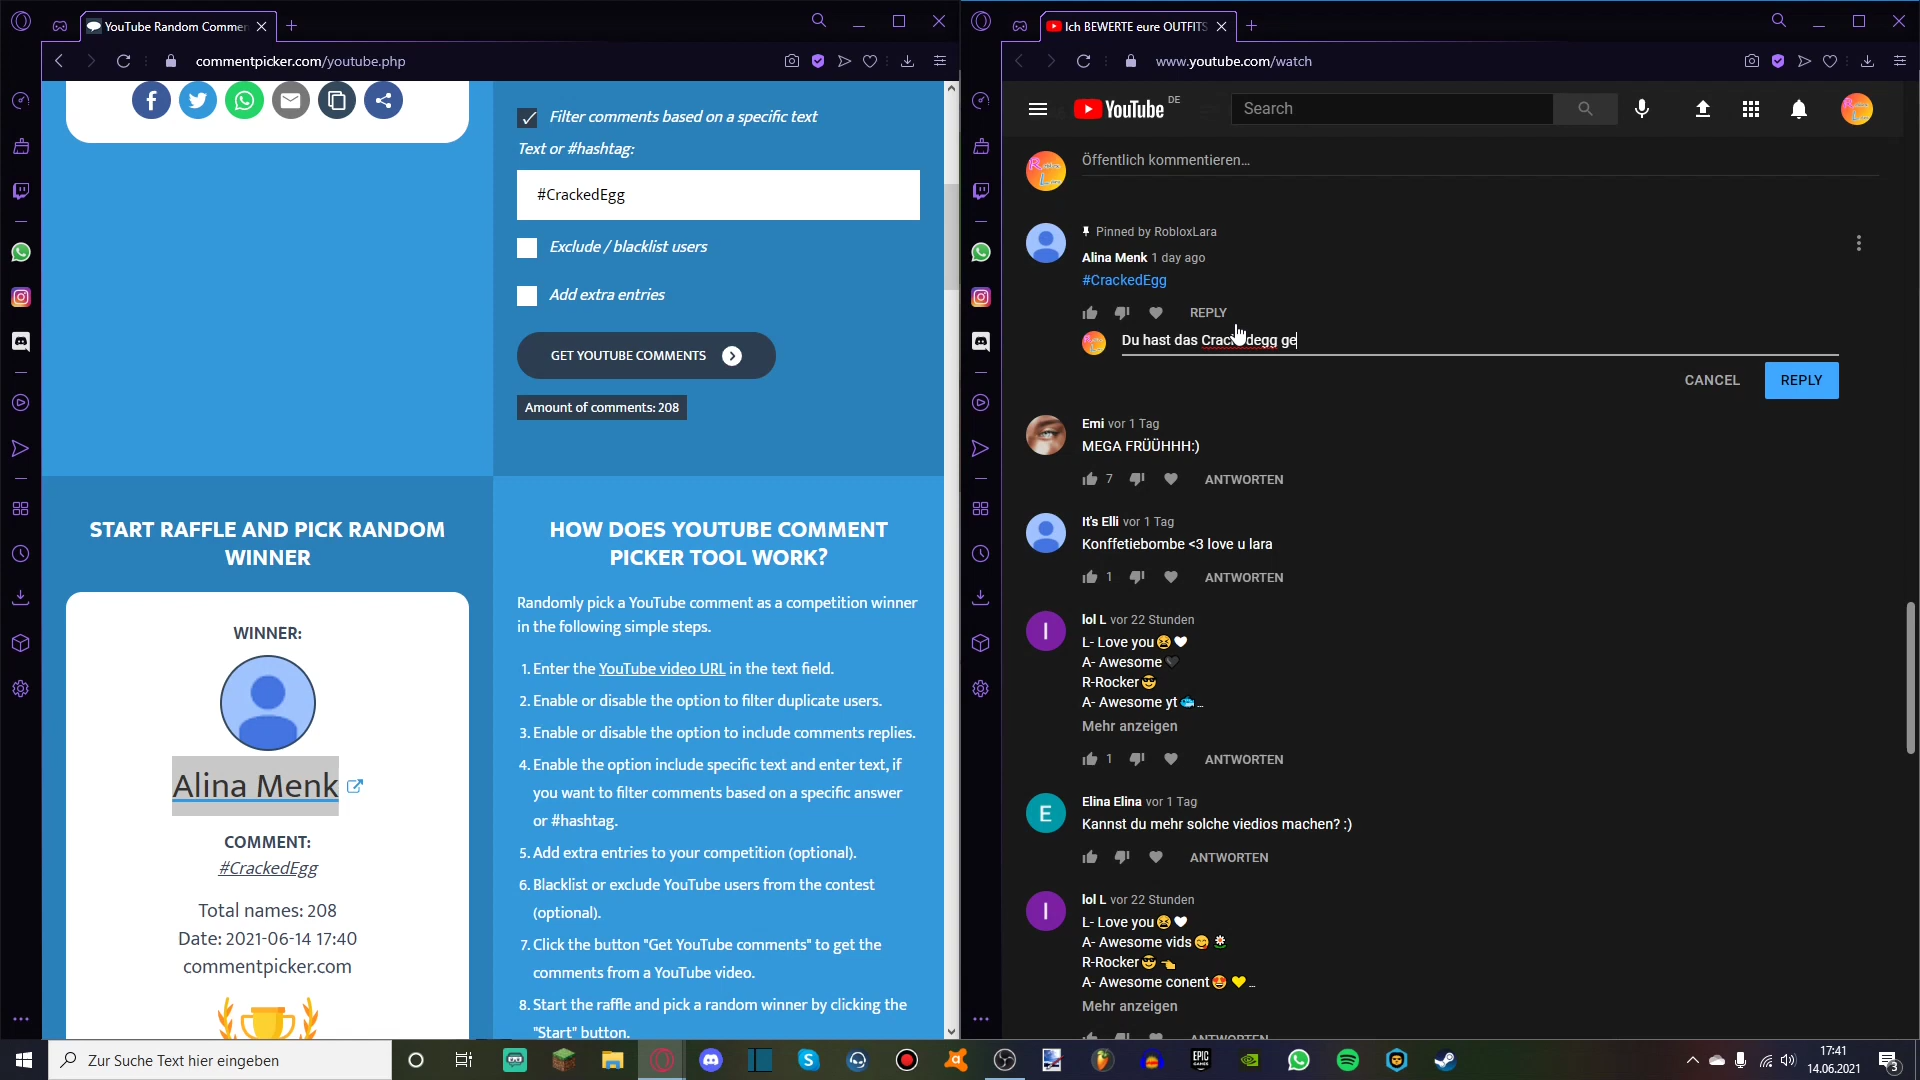 YouTube Random Commen
commentpicker.com/youtube.php
Filter comments based on a specific text
Text or #hashtag:
#CrackedEgg
Exclude / blacklist users
Add extra entries
GET YOUTUBE COMMENTS
Amount of comments: 208
START RAFFLE AND PICK RANDOM
WINNER
WINNER:
Alina Menk
COMMENT:
#CrackedEgg
Total names: 208
Date: 2021-06-14 17:40
commentpicker.com
HOW DOES YOUTUBE COMMENT
PICKER TOOL WORK?
Randomly pick a YouTube comment as a competition winner
in the following simple steps.
1. Enter the YouTube video URL in the text field.
2. Enable or disable the option to filter duplicate users.
3. Enable or disable the option to include comments replies.
4. Enable the option include specific text and enter text, if
you want to filter comments based on a specific answer
or #hashtag.
5. Add extra entries to your competition (optional).
6. Blacklist or exclude YouTube users from the contest
(optional).
7. Click the button "Get YouTube comments" to get the
comments from a YouTube video.
8. Start the raffle and pick a random winner by clicking the
"Start" button.
Ich BEWERTE eure OUTFITS
www.youtube.com/watch
YouTube DE
Search
Öffentlich kommentieren...
Pinned by RobloxLara
Alina Menk 1 day ago
#CrackedEgg
REPLY
Du hast das degg ge
CANCEL
REPLY
Emi vor 1 Tag
MEGA FRÜÜHHH:)
7 ANTWORTEN
It's Elli vor 1 Tag
Konffetiebombe <3 love u lara
1 ANTWORTEN
I
lol L vor 22 Stunden
L- Love you😫🤍
A- Awesome🖤
R-Rocker😎
A- Awesome yt🐟...
Mehr anzeigen
1 ANTWORTEN
E
Elina Elina vor 1 Tag
Kannst du mehr solche viedios machen? :)
ANTWORTEN
I
lol L vor 22 Stunden
L- Love you😫🤍
A- Awesome vids😋🌼
R-Rocker😎👈
A- Awesome conent😍💛...
Mehr anzeigen
ANTWORTEN
Zur Suche Text hier eingeben
EPIC
GAMES
17:41
14.06.2021
3